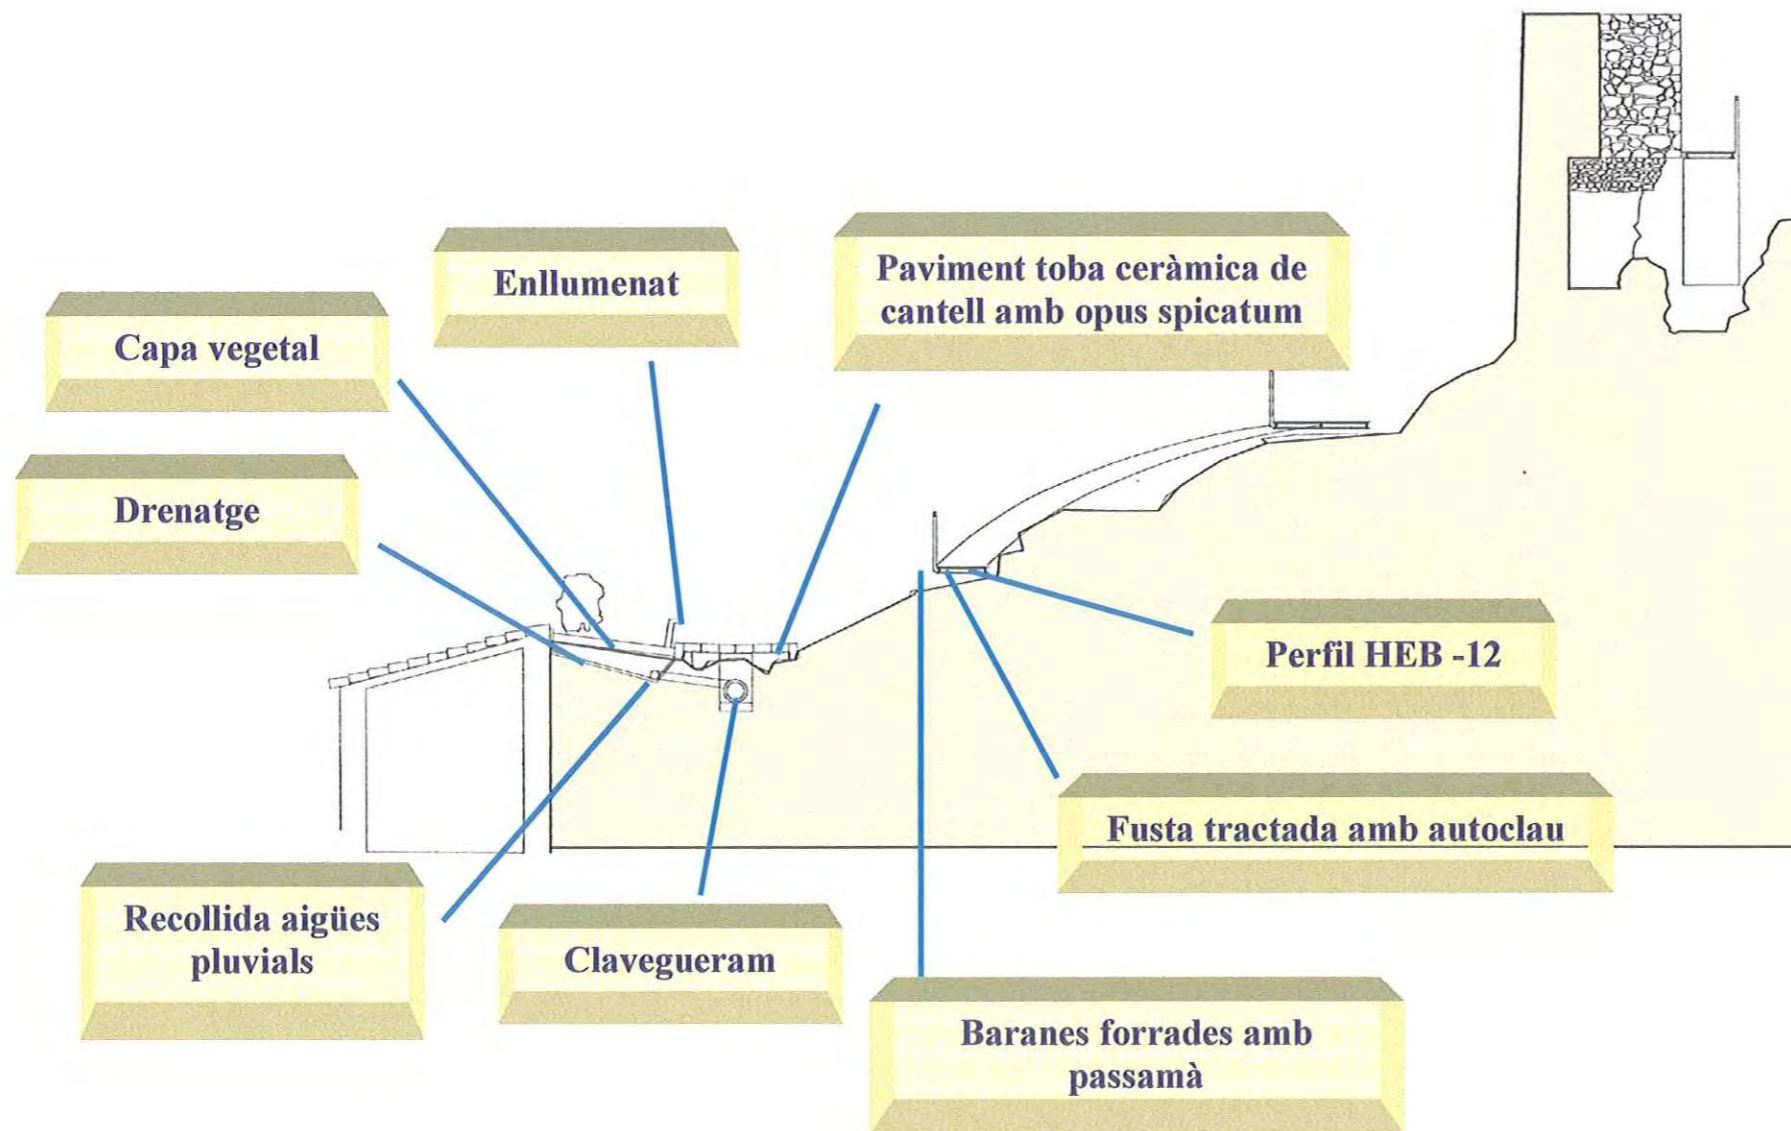 Enllumenat
Paviment toba ceràmica de
cantell amb opus spicatum
Capa vegetal
Drenatge
Perfil HEB -12
Fusta tractada amb autoclau
Recollida aigües
pluvials
Clavegueram
Baranes forrades amb
passamà